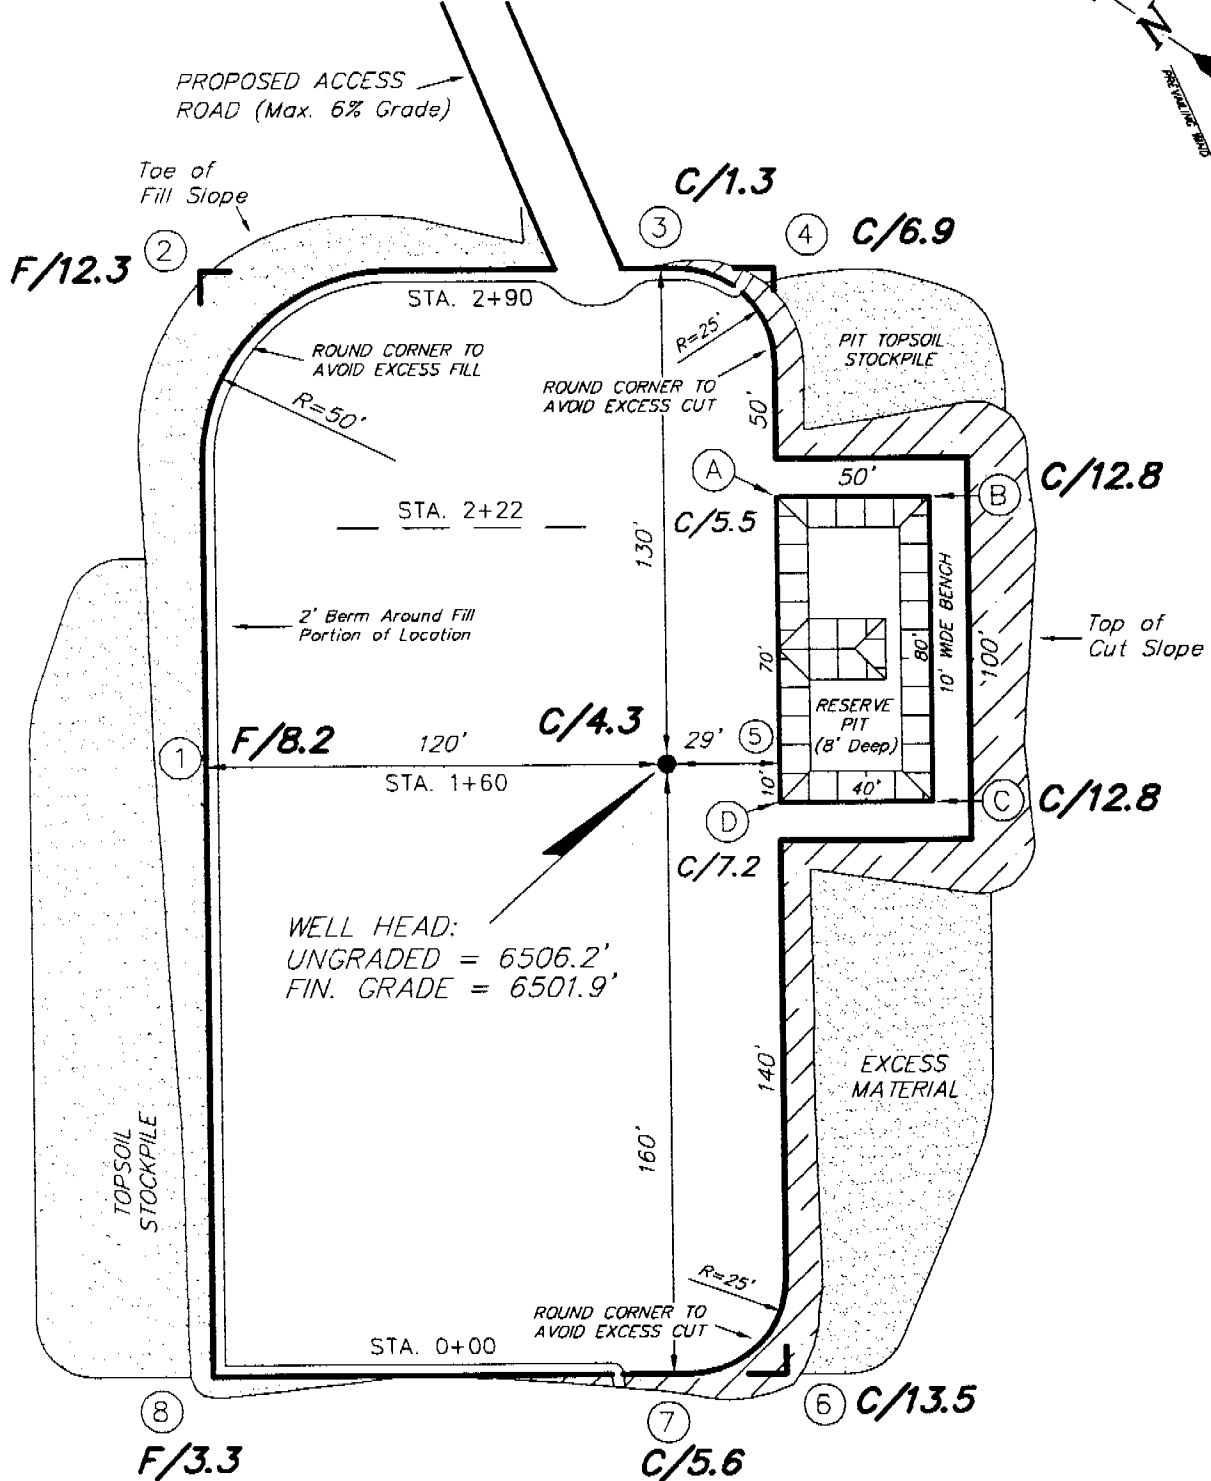 N
PREVAILING WIND
PROPOSED ACCESS
ROAD (Max. 6% Grade)
Toe of
Fill Slope
C/1.3
2
3
4
C/6.9
F/12.3
STA. 2+90
R=25'
PIT TOPSOIL
STOCKPILE
ROUND CORNER TO
AVOID EXCESS FILL
ROUND CORNER TO
AVOID EXCESS CUT
R=50'
50'
A
50'
B
C/12.8
STA. 2+22
C/5.5
130'
10' WIDE BENCH
2' Berm Around Fill
Portion of Location
70'
80'
100'
Top of
Cut Slope
RESERVE
PIT
(8' Deep)
1
F/8.2
120'
C/4.3
29'
5
STA. 1+60
10'
40'
C
C/12.8
D
C/7.2
WELL HEAD:
UNGRADED = 6506.2'
FIN. GRADE = 6501.9'
140'
EXCESS
MATERIAL
160'
TOPSOIL
STOCKPILE
R=25'
ROUND CORNER TO
AVOID EXCESS CUT
STA. 0+00
8
F/3.3
7
C/5.6
6
C/13.5